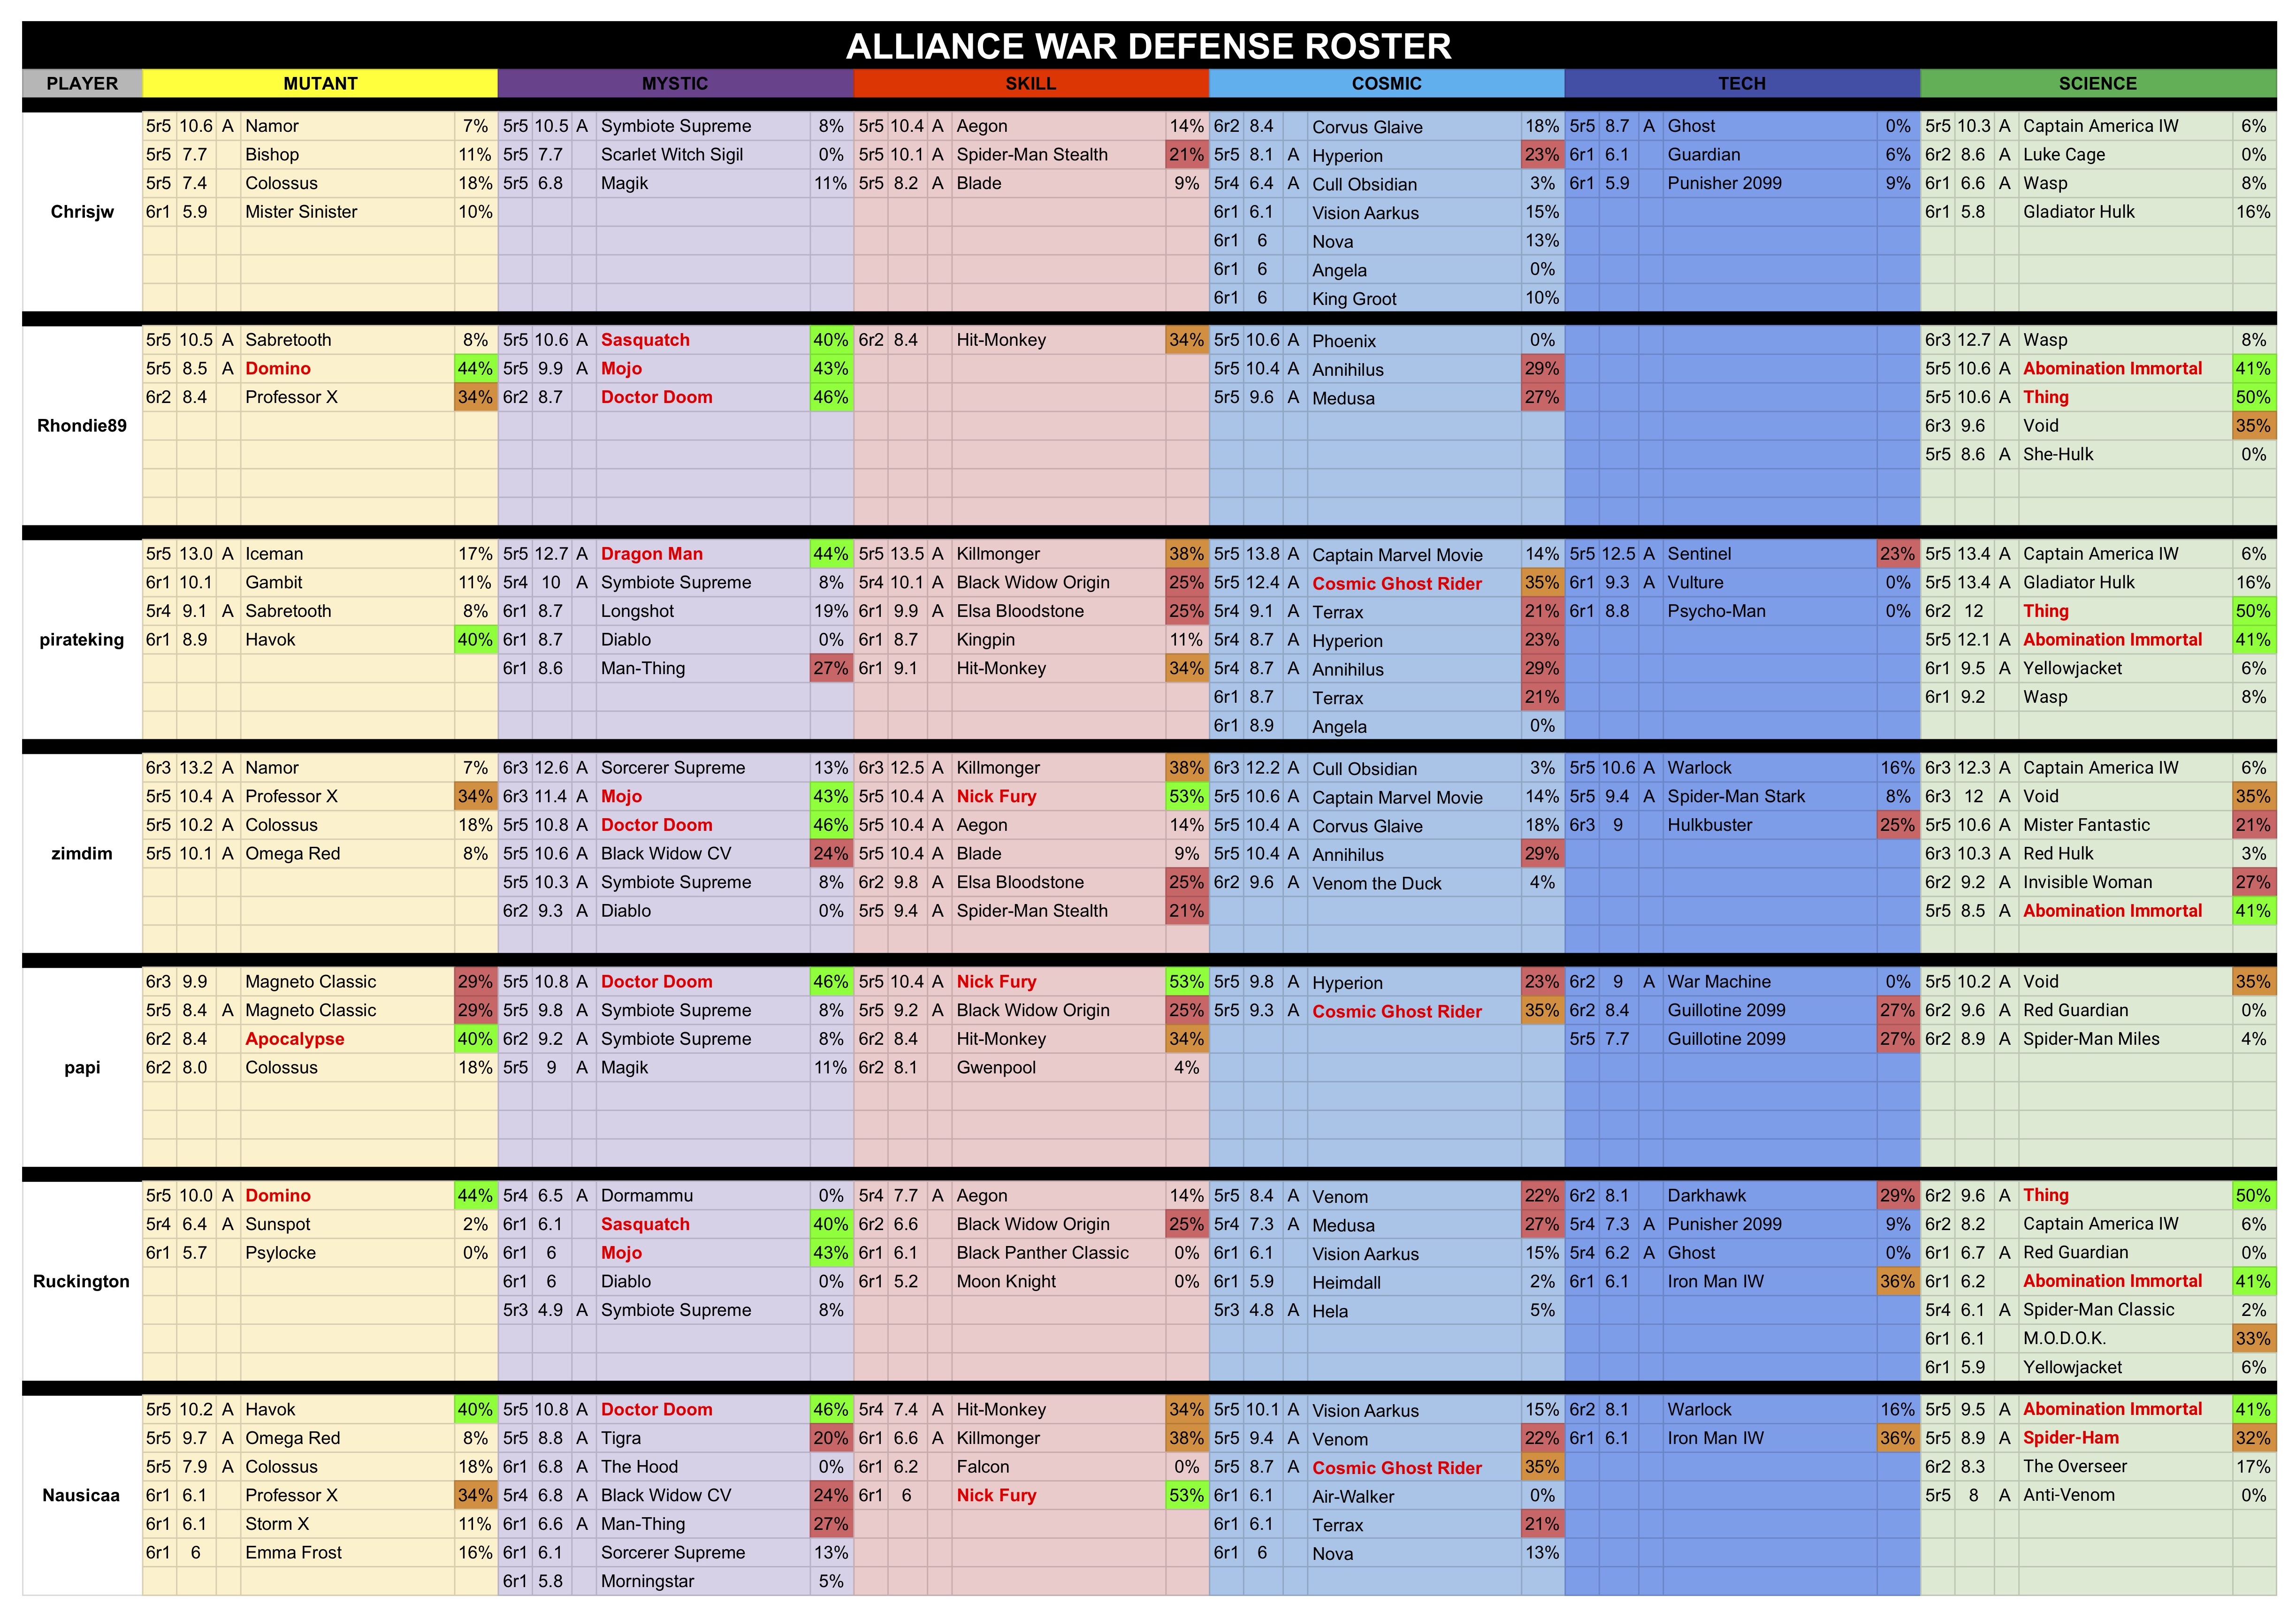 ALLIANCE WAR DEFENSE ROSTER
PLAYER MUTANT MYSTIC SKILL COSMIC TECH SCIENCE
5r5 10.6 A Namor 7% 5r5 10.5 A Symbiote Supreme 8% 5r5 10.4 A Aegon 14% 6r2 8.4 Corvus Glaive 18% 5r5 8.7 A Ghost 0% 5r5 10.3 A Captain America IW 6%
5r5 7.7 Bishop 11% 5r5 7.7 Scarlet Witch Sigil 0% 5r5 10.1 A Spider-Man Stealth 21% 5r5 8.1 A Hyperion 23% 6r1 6.1 Guardian 6% 6r2 8.6 A Luke Cage 0%
5r5 7.4 Colossus 18% 5r5 6.8 Magik 11% 5r5 8.2 A Blade 9% 5r4 6.4 A Cull Obsidian 3% 6r1 5.9 Punisher 2099 9% 6r1 6.6 A Wasp 8%
Chrisjw 6r1 5.9 Mister Sinister 10% 6r1 6.1 Vision Aarkus 15% 6r1 5.8 Gladiator Hulk 16%
6r1 6 Nova 13%
6r1 6 Angela 0%
6r1 6 King Groot 10%
5r5 10.5 A Sabretooth 8% 5r5 10.6 A Sasquatch 40% 6r2 8.4 Hit-Monkey 34% 5r5 10.6 A Phoenix 0% 6r3 12.7 A Wasp 8%
5r5 8.5 A Domino 44% 5r5 9.9 A Mojo 43% 5r5 10.4 A Annihilus 29% 5r5 10.6 A Abomination Immortal 41%
6r2 8.4 Professor X 34% 6r2 8.7 Doctor Doom 46% 5r5 9.6 A Medusa 27% 5r5 10.6 A Thing 50%
Rhondie89 6r3 9.6 Void 35%
5r5 8.6 A She-Hulk 0%
5r5 13.0 A Iceman 17% 5r5 12.7 A Dragon Man 44% 5r5 13.5 A Killmonger 38% 5r5 13.8 A Captain Marvel Movie 14% 5r5 12.5 A Sentinel 23% 5r5 13.4 A Captain America IW 6%
6r1 10.1 Gambit 11% 5r4 10 A Symbiote Supreme 8% 5r4 10.1 A Black Widow Origin 25% 5r5 12.4 A Cosmic Ghost Rider 35% 6r1 9.3 A Vulture 0% 5r5 13.4 A Gladiator Hulk 16%
5r4 9.1 A Sabretooth 8% 6r1 8.7 Longshot 19% 6r1 9.9 A Elsa Bloodstone 25% 5r4 9.1 A Terrax 21% 6r1 8.8 Psycho-Man 0% 6r2 12 Thing 50%
pirateking 6r1 8.9 Havok 40% 6r1 8.7 Diablo 0% 6r1 8.7 Kingpin 11% 5r4 8.7 A Hyperion 23% 5r5 12.1 A Abomination Immortal 41%
6r1 8.6 Man-Thing 27% 6r1 9.1 Hit-Monkey 34% 5r4 8.7 A Annihilus 29% 6r1 9.5 A Yellowjacket 6%
6r1 8.7 Terrax 21% 6r1 9.2 Wasp 8%
6r1 8.9 Angela 0%
6r3 13.2 A Namor 7% 6r3 12.6 A Sorcerer Supreme 13% 6r3 12.5 A Killmonger 38% 6r3 12.2 A Cull Obsidian 3% 5r5 10.6 A Warlock 16% 6r3 12.3 A Captain America IW 6%
5r5 10.4 A Professor X 34% 6r3 11.4 A Mojo 43% 5r5 10.4 A Nick Fury 53% 5r5 10.6 A Captain Marvel Movie 14% 5r5 9.4 A Spider-Man Stark 8% 6r3 12 A Void 35%
5r5 10.2 A Colossus 18% 5r5 10.8 A Doctor Doom 46% 5r5 10.4 A Aegon 14% 5r5 10.4 A Corvus Glaive 18% 6r3 9 Hulkbuster 25% 5r5 10.6 A Mister Fantastic 21%
zimdim 5r5 10.1 A Omega Red 8% 5r5 10.6 A Black Widow CV 24% 5r5 10.4 A Blade 9% 5r5 10.4 A Annihilus 29% 6r3 10.3 A Red Hulk 3%
5r5 10.3 A Symbiote Supreme 8% 6r2 9.8 A Elsa Bloodstone 25% 6r2 9.6 A Venom the Duck 4% 6r2 9.2 A Invisible Woman 27%
6r2 9.3 A Diablo 0% 5r5 9.4 A Spider-Man Stealth 21% 5r5 8.5 A Abomination Immortal 41%
6r3 9.9 Magneto Classic 29% 5r5 10.8 A Doctor Doom 46% 5r5 10.4 A Nick Fury 53% 5r5 9.8 A Hyperion 23% 6r2 9 A War Machine 0% 5r5 10.2 A Void 35%
5r5 8.4 A Magneto Classic 29% 5r5 9.8 A Symbiote Supreme 8% 5r5 9.2 A Black Widow Origin 25% 5r5 9.3 A Cosmic Ghost Rider 35% 6r2 8.4 Guillotine 2099 27% 6r2 9.6 A Red Guardian 0%
6r2 8.4 Apocalypse 40% 6r2 9.2 A Symbiote Supreme 8% 6r2 8.4 Hit-Monkey 34% 5r5 7.7 Guillotine 2099 27% 6r2 8.9 A Spider-Man Miles 4%
papi 6r2 8.0 Colossus 18% 5r5 9 A Magik 11% 6r2 8.1 Gwenpool 4%
5r5 10.0 A Domino 44% 5r4 6.5 A Dormammu 0% 5r4 7.7 A Aegon 14% 5r5 8.4 A Venom 22% 6r2 8.1 Darkhawk 29% 6r2 9.6 A Thing 50%
5r4 6.4 A Sunspot 2% 6r1 6.1 Sasquatch 40% 6r2 6.6 Black Widow Origin 25% 5r4 7.3 A Medusa 27% 5r4 7.3 A Punisher 2099 9% 6r2 8.2 Captain America IW 6%
6r1 5.7 Psylocke 0% 6r1 6 Mojo 43% 6r1 6.1 Black Panther Classic 0% 6r1 6.1 Vision Aarkus 15% 5r4 6.2 A Ghost 0% 6r1 6.7 A Red Guardian 0%
Ruckington 6r1 6 Diablo 0% 6r1 5.2 Moon Knight 0% 6r1 5.9 Heimdall 2% 6r1 6.1 Iron Man IW 36% 6r1 6.2 Abomination Immortal 41%
5r3 4.9 A Symbiote Supreme 8% 5r3 4.8 A Hela 5% 5r4 6.1 A Spider-Man Classic 2%
6r1 6.1 M.O.D.O.K. 33%
6r1 5.9 Yellowjacket 6%
5r5 10.2 A Havok 40% 5r5 10.8 A Doctor Doom 46% 5r4 7.4 A Hit-Monkey 34% 5r5 10.1 A Vision Aarkus 15% 6r2 8.1 Warlock 16% 5r5 9.5 A Abomination Immortal 41%
5r5 9.7 A Omega Red 8% 5r5 8.8 A Tigra 20% 6r1 6.6 A Killmonger 38% 5r5 9.4 A Venom 22% 6r1 6.1 Iron Man IW 36% 5r5 8.9 A Spider-Ham 32%
5r5 7.9 A Colossus 18% 6r1 6.8 A The Hood 0% 6r1 6.2 Falcon 0% 5r5 8.7 A Cosmic Ghost Rider 35% 6r2 8.3 The Overseer 17%
Nausicaa 6r1 6.1 Professor X 34% 5r4 6.8 A Black Widow CV 24% 6r1 6 Nick Fury 53% 6r1 6.1 Air-Walker 0% 5r5 8 A Anti-Venom 0%
6r1 6.1 Storm X 11% 6r1 6.6 A Man-Thing 27% 6r1 6.1 Terrax 21%
6r1 6 Emma Frost 16% 6r1 6.1 Sorcerer Supreme 13% 6r1 6 Nova 13%
6r1 5.8 Morningstar 5%